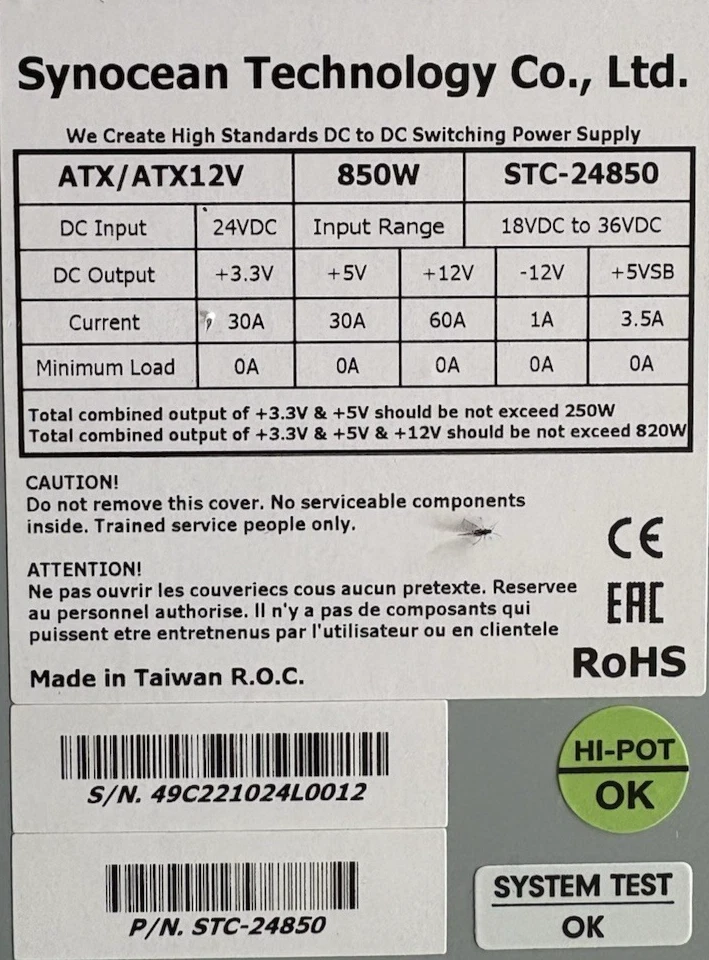 Synocean Technology Co., Ltd.
We Create High Standards DC to DC Switching Power Supply
ATX/ATX12V 850W STC-24850
DC Input 24VDC Input Range 18VDC to 36VDC
DC Output +3.3V +5V +12V -12V +5VSB
Current 30A 30A 60A 1A 3.5A
Minimum Load 0A 0A 0A 0A 0A
Total combined output of +3.3V & +5V should be not exceed 250W
Total combined output of +3.3V & +5V & +12V should be not exceed 820W
CAUTION!
Do not remove this cover. No serviceable components
inside. Trained service people only.
ATTENTION!
Ne pas ouvrir les couveriecs cous aucun pretexte. Reservee
au personnel authorise. Il n'y a pas de composants qui
puissent etre entretnenus par l'utilisateur ou en clientele
Made in Taiwan R.O.C.
CE
EAC
RoHS
S/N. 49C221024L0012
HI-POT
OK
P/N. STC-24850
SYSTEM TEST
OK